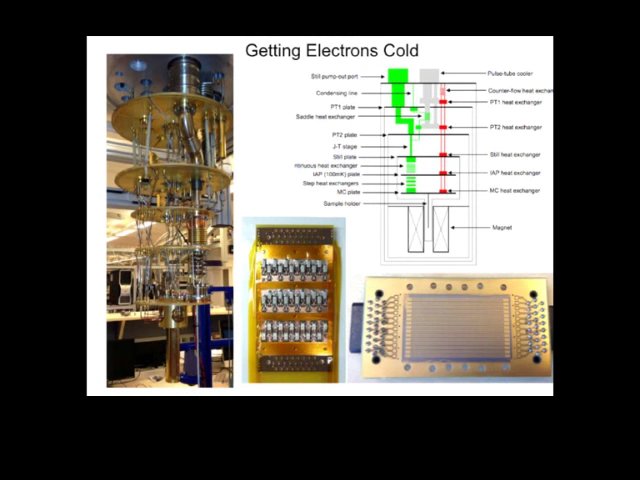 Getting Electrons Cold
Still pump-out port
Pulse-tube cooler
Condensing line
Counter-flow heat exchan
PT1 plate
PT1 heat exchanger
Saddle heat exchanger
PT2 plate
PT2 heat exchanger
J-T stage
Still plate
Still heat exchanger
ntinuous heat exchanger
IAP (100mK) plate
IAP heat exchanger
Step heat exchangers
MC plate
MC heat exchanger
Sample holder
Magnet